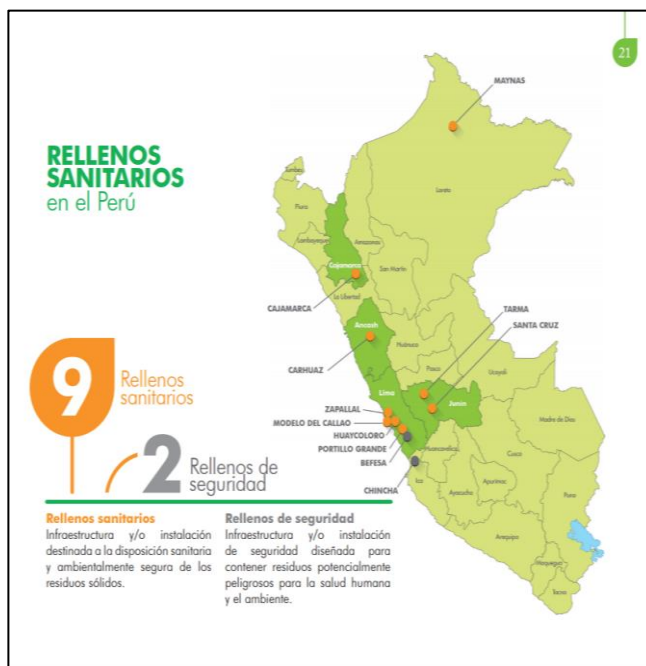 21
MAYNAS
RELLENOS
SANITARIOS
en el Perú
Tumbes
Piura
Loreto
Lambayeque
Amazonas
Cajamarca
San Martín
CAJAMARCA
La Libertad
TARMA
SANTA CRUZ
Ancash
Huánuco
CARHUAZ
Pasco
Ucayali
9
Rellenos
sanitarios
Lima
Junín
ZAPALLAL
MODELO DEL CALLAO
HUAYCOLORO
PORTILLO GRANDE
BEFESA
Madre de Dios
Huancavelica
Cusco
2
Rellenos de
seguridad
CHINCHA
Ica
Ayacucho
Apurímac
Puno
Arequipa
Moquegua
Tacna
Rellenos sanitarios
Infraestructura y/o instalación
destinada a la disposición sanitaria
y ambientalmente segura de los
residuos sólidos.
Rellenos de seguridad
Infraestructura y/o instalación
de seguridad diseñada para
contener residuos potencialmente
peligrosos para la salud humana
y el ambiente.